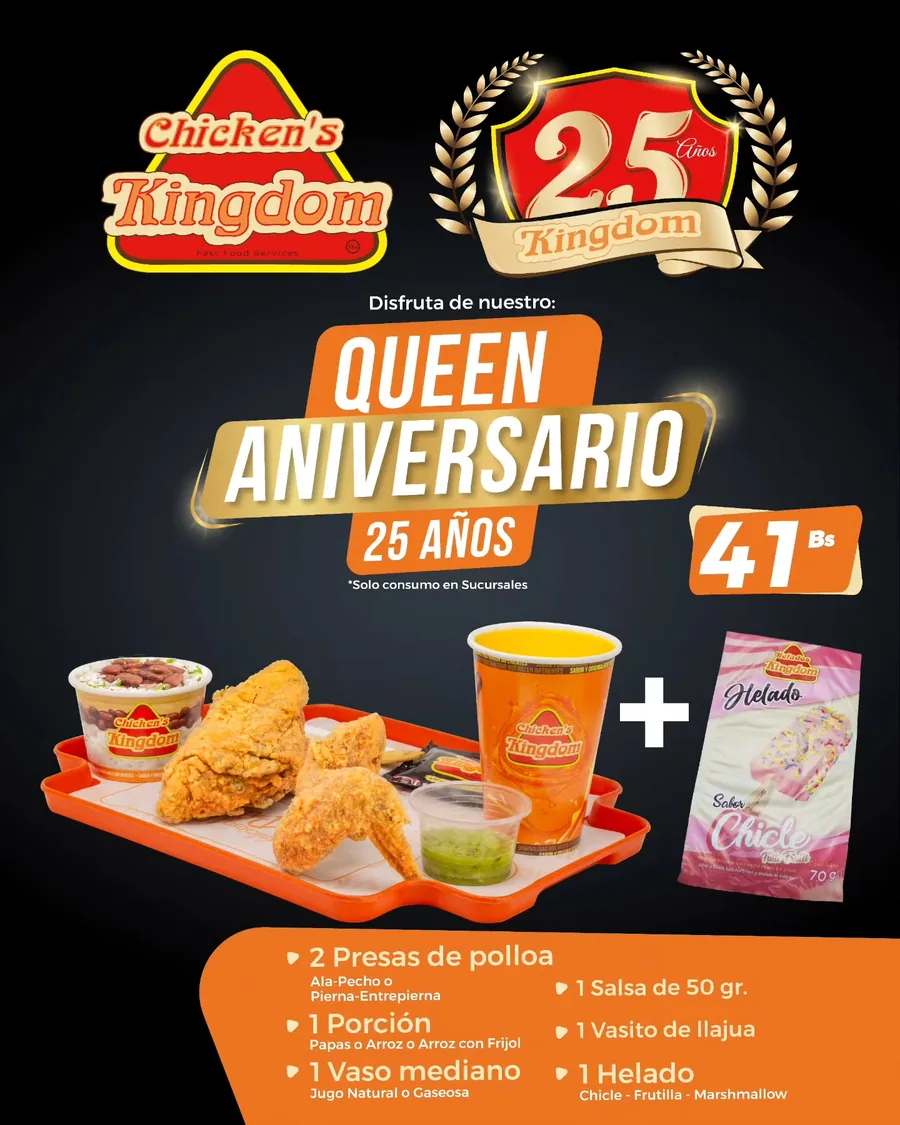 Chicken's
Kingdom
Fast Food Services
25 Años
Kingdom
Disfruta de nuestro:
QUEEN
ANIVERSARIO
25 AÑOS
*Solo consumo en Sucursales
41 Bs
Chicken's
Kingdom
Chicken's
Kingdom
Helados
Kingdom
Helado
Sabor
Chicle
Tutti Frutti
70 g
2 Presas de polloa
Ala-Pecho o
Pierna-Entrepierna
1 Porción
Papas o Arroz o Arroz con Frijol
1 Vaso mediano
Jugo Natural o Gaseosa
1 Salsa de 50 gr.
1 Vasito de llajua
1 Helado
Chicle - Frutilla - Marshmallow